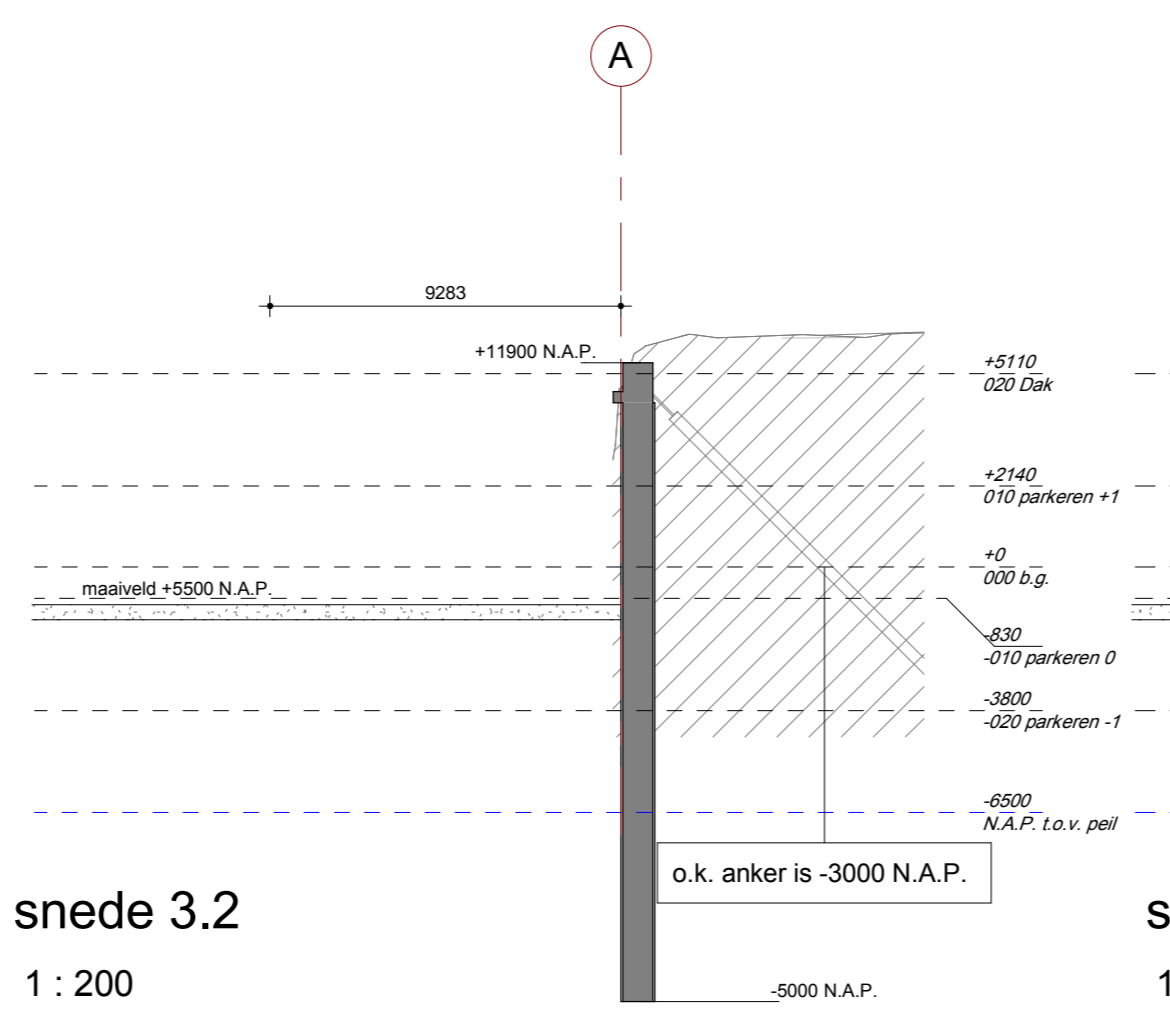 A
9283
+11900 N.A.P.
+5110
020 Dak
+2140
010 parkeren +1
+0
000 b.g.
maaiveld +5500 N.A.P.
-830
-010 parkeren 0
-3800
-020 parkeren -1
-6500
N.A.P. t.o.v. peil
o.k. anker is -3000 N.A.P.
snede 3.2
s
1 : 200
1
-5000 N.A.P.